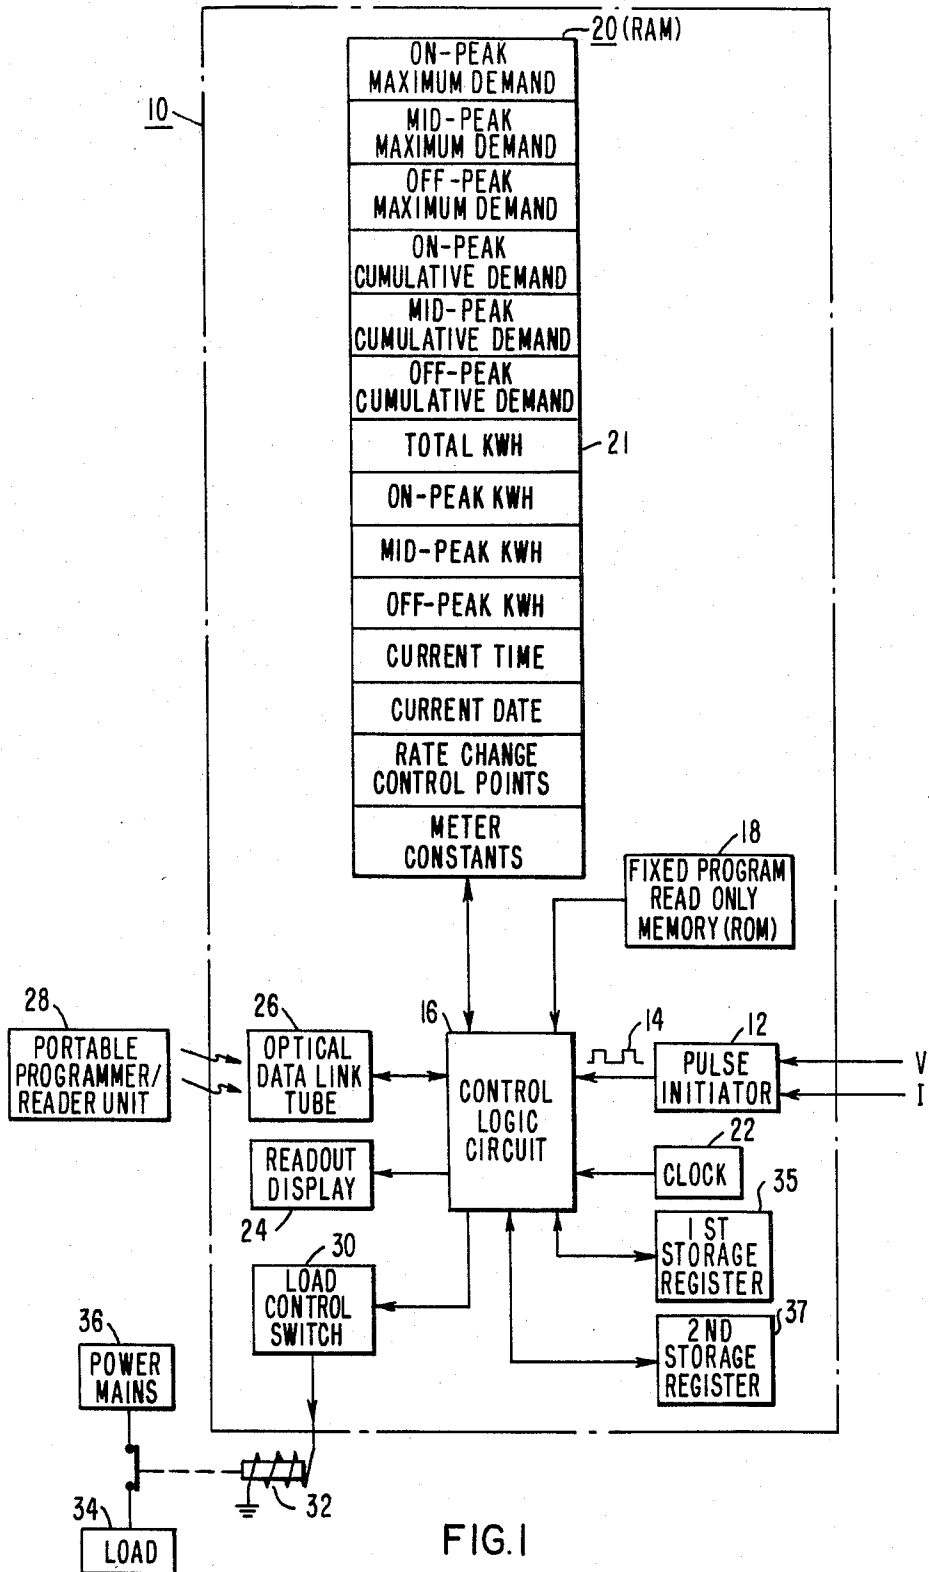 20 (RAM)
10
ON-PEAK
MAXIMUM DEMAND
MID-PEAK
MAXIMUM DEMAND
OFF-PEAK
MAXIMUM DEMAND
ON-PEAK
CUMULATIVE DEMAND
MID-PEAK
CUMULATIVE DEMAND
OFF-PEAK
CUMULATIVE DEMAND
TOTAL KWH
21
ON-PEAK KWH
MID-PEAK KWH
OFF-PEAK KWH
CURRENT TIME
CURRENT DATE
RATE CHANGE
CONTROL POINTS
METER
CONSTANTS
18
FIXED PROGRAM
READ ONLY
MEMORY (ROM)
28
PORTABLE
PROGRAMMER/
READER UNIT
26
OPTICAL
DATA LINK
TUBE
16
CONTROL
LOGIC
CIRCUIT
14
12
PULSE
INITIATOR
V
I
READOUT
DISPLAY
24
22
CLOCK
35
1 ST
STORAGE
REGISTER
30
LOAD
CONTROL
SWITCH
37
2 ND
STORAGE
REGISTER
36
POWER
MAINS
32
34
LOAD
FIG. 1